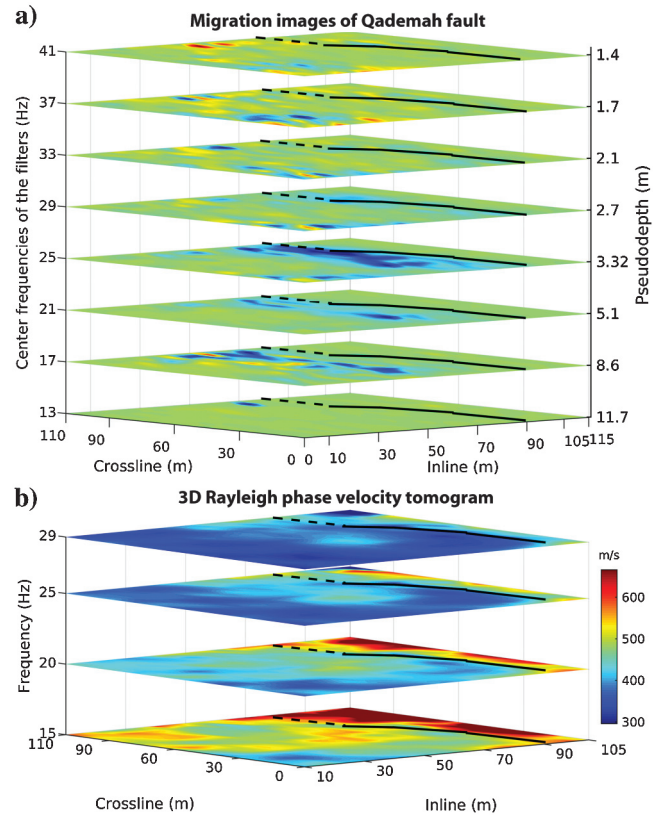 a)
Migration images of Qademah fault
Center frequencies of the filters (Hz)
41
37
33
29
25
21
17
13
1.4
1.7
2.1
2.7
3.32
5.1
8.6
11.7
Pseudodepth (m)
110 90 60 30 0 0 10 30 50 70 90 105 115
Crossline (m) Inline (m)
b)
3D Rayleigh phase velocity tomogram
Frequency (Hz)
29
25
20
15
m/s
600
500
400
300
110 90 60 30 0 10 30 50 70 90 105
Crossline (m) Inline (m)